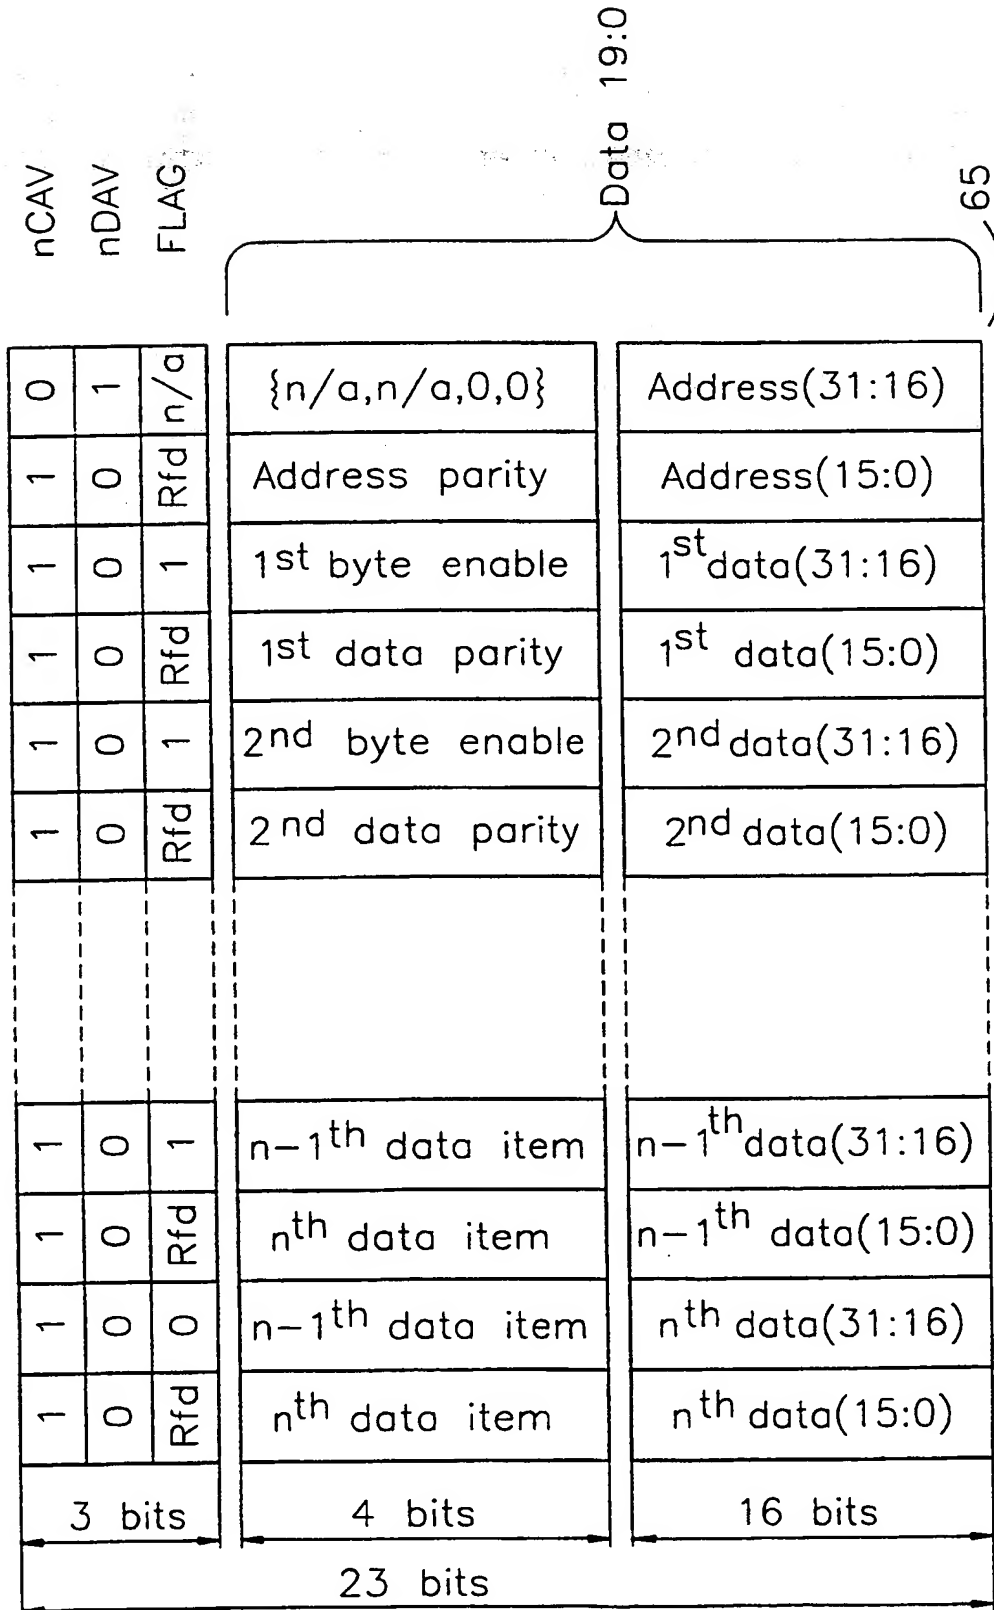 nCAV
nDAV
FLAG
Data 19:0
65
0 1 n/a {n/a,n/a,0,0} Address(31:16)
1 0 Rfd Address parity Address(15:0)
1 0 1 1st byte enable 1st data(31:16)
1 0 Rfd 1st data parity 1st data(15:0)
1 0 1 2nd byte enable 2nd data(31:16)
1 0 Rfd 2nd data parity 2nd data(15:0)
1 0 1 n-1th data item n-1th data(31:16)
1 0 Rfd nth data item n-1th data(15:0)
1 0 0 n-1th data item nth data(31:16)
1 0 Rfd nth data item nth data(15:0)
3 bits 4 bits 16 bits
23 bits